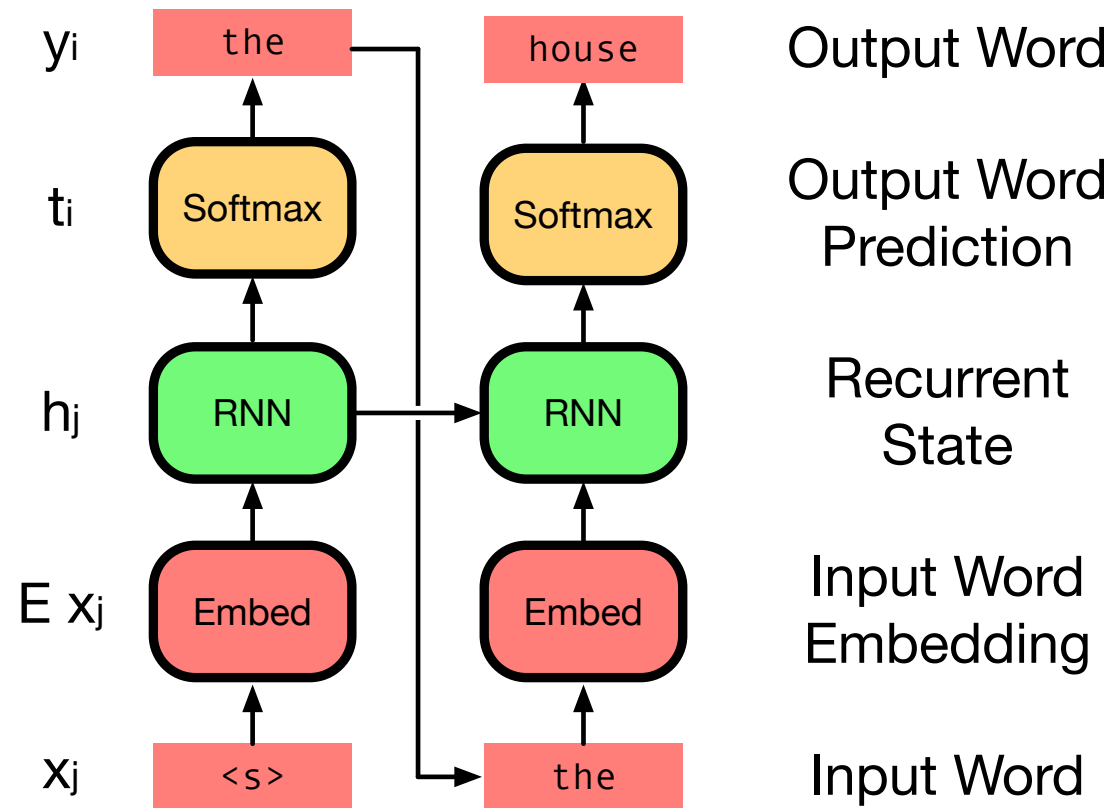 yi the house Output Word
ti Softmax Softmax Output Word
Prediction
hj RNN RNN Recurrent
State
E xj Embed Embed Input Word
Embedding
xj <s> the Input Word